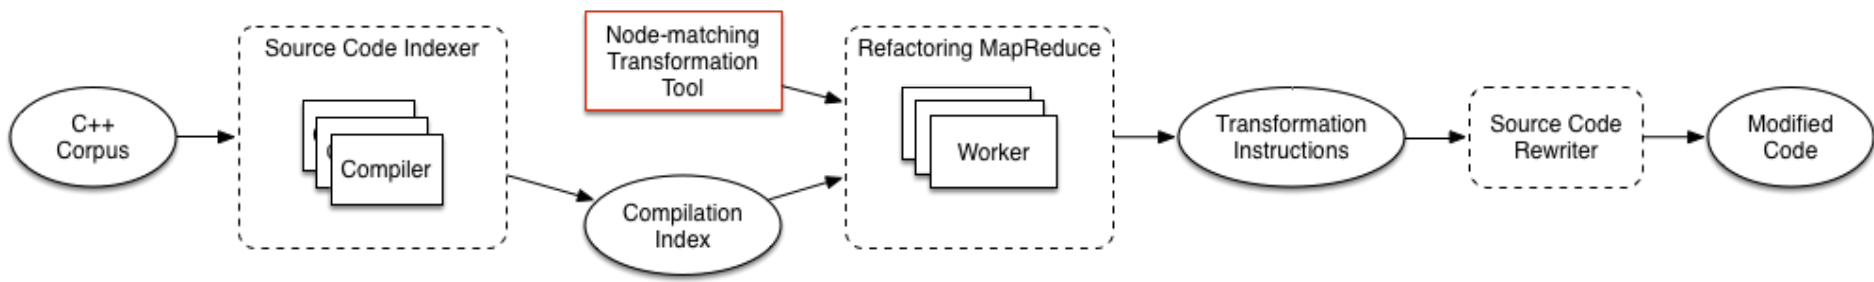 C++
Corpus
Source Code Indexer
Compiler
Node-matching
Transformation
Tool
Compilation
Index
Refactoring MapReduce
Worker
Transformation
Instructions
Source Code
Rewriter
Modified
Code